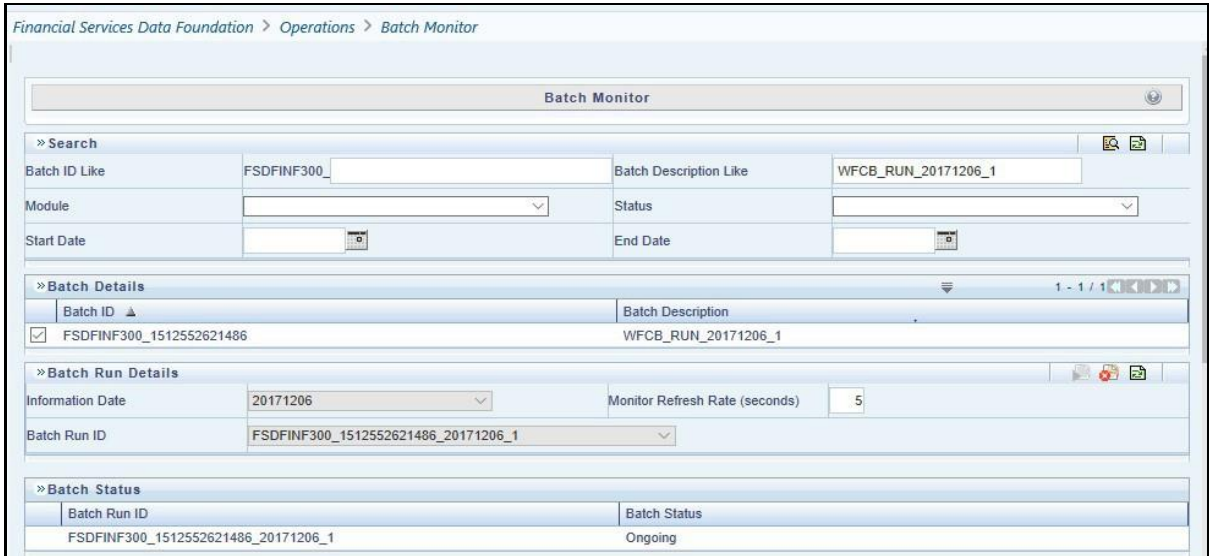 Financial Services Data Foundation > Operations > Batch Monitor
Batch Monitor
»Search
Batch ID Like FSDFINF300_ Batch Description Like WFCB_RUN_20171206_1
Module Status
Start Date End Date
»Batch Details 1 - 1 / 1
Batch ID Batch Description
FSDFINF300_1512552621486 WFCB_RUN_20171206_1
»Batch Run Details
Information Date 20171206 Monitor Refresh Rate (seconds) 5
Batch Run ID FSDFINF300_1512552621486_20171206_1
»Batch Status
Batch Run ID Batch Status
FSDFINF300_1512552621486_20171206_1 Ongoing